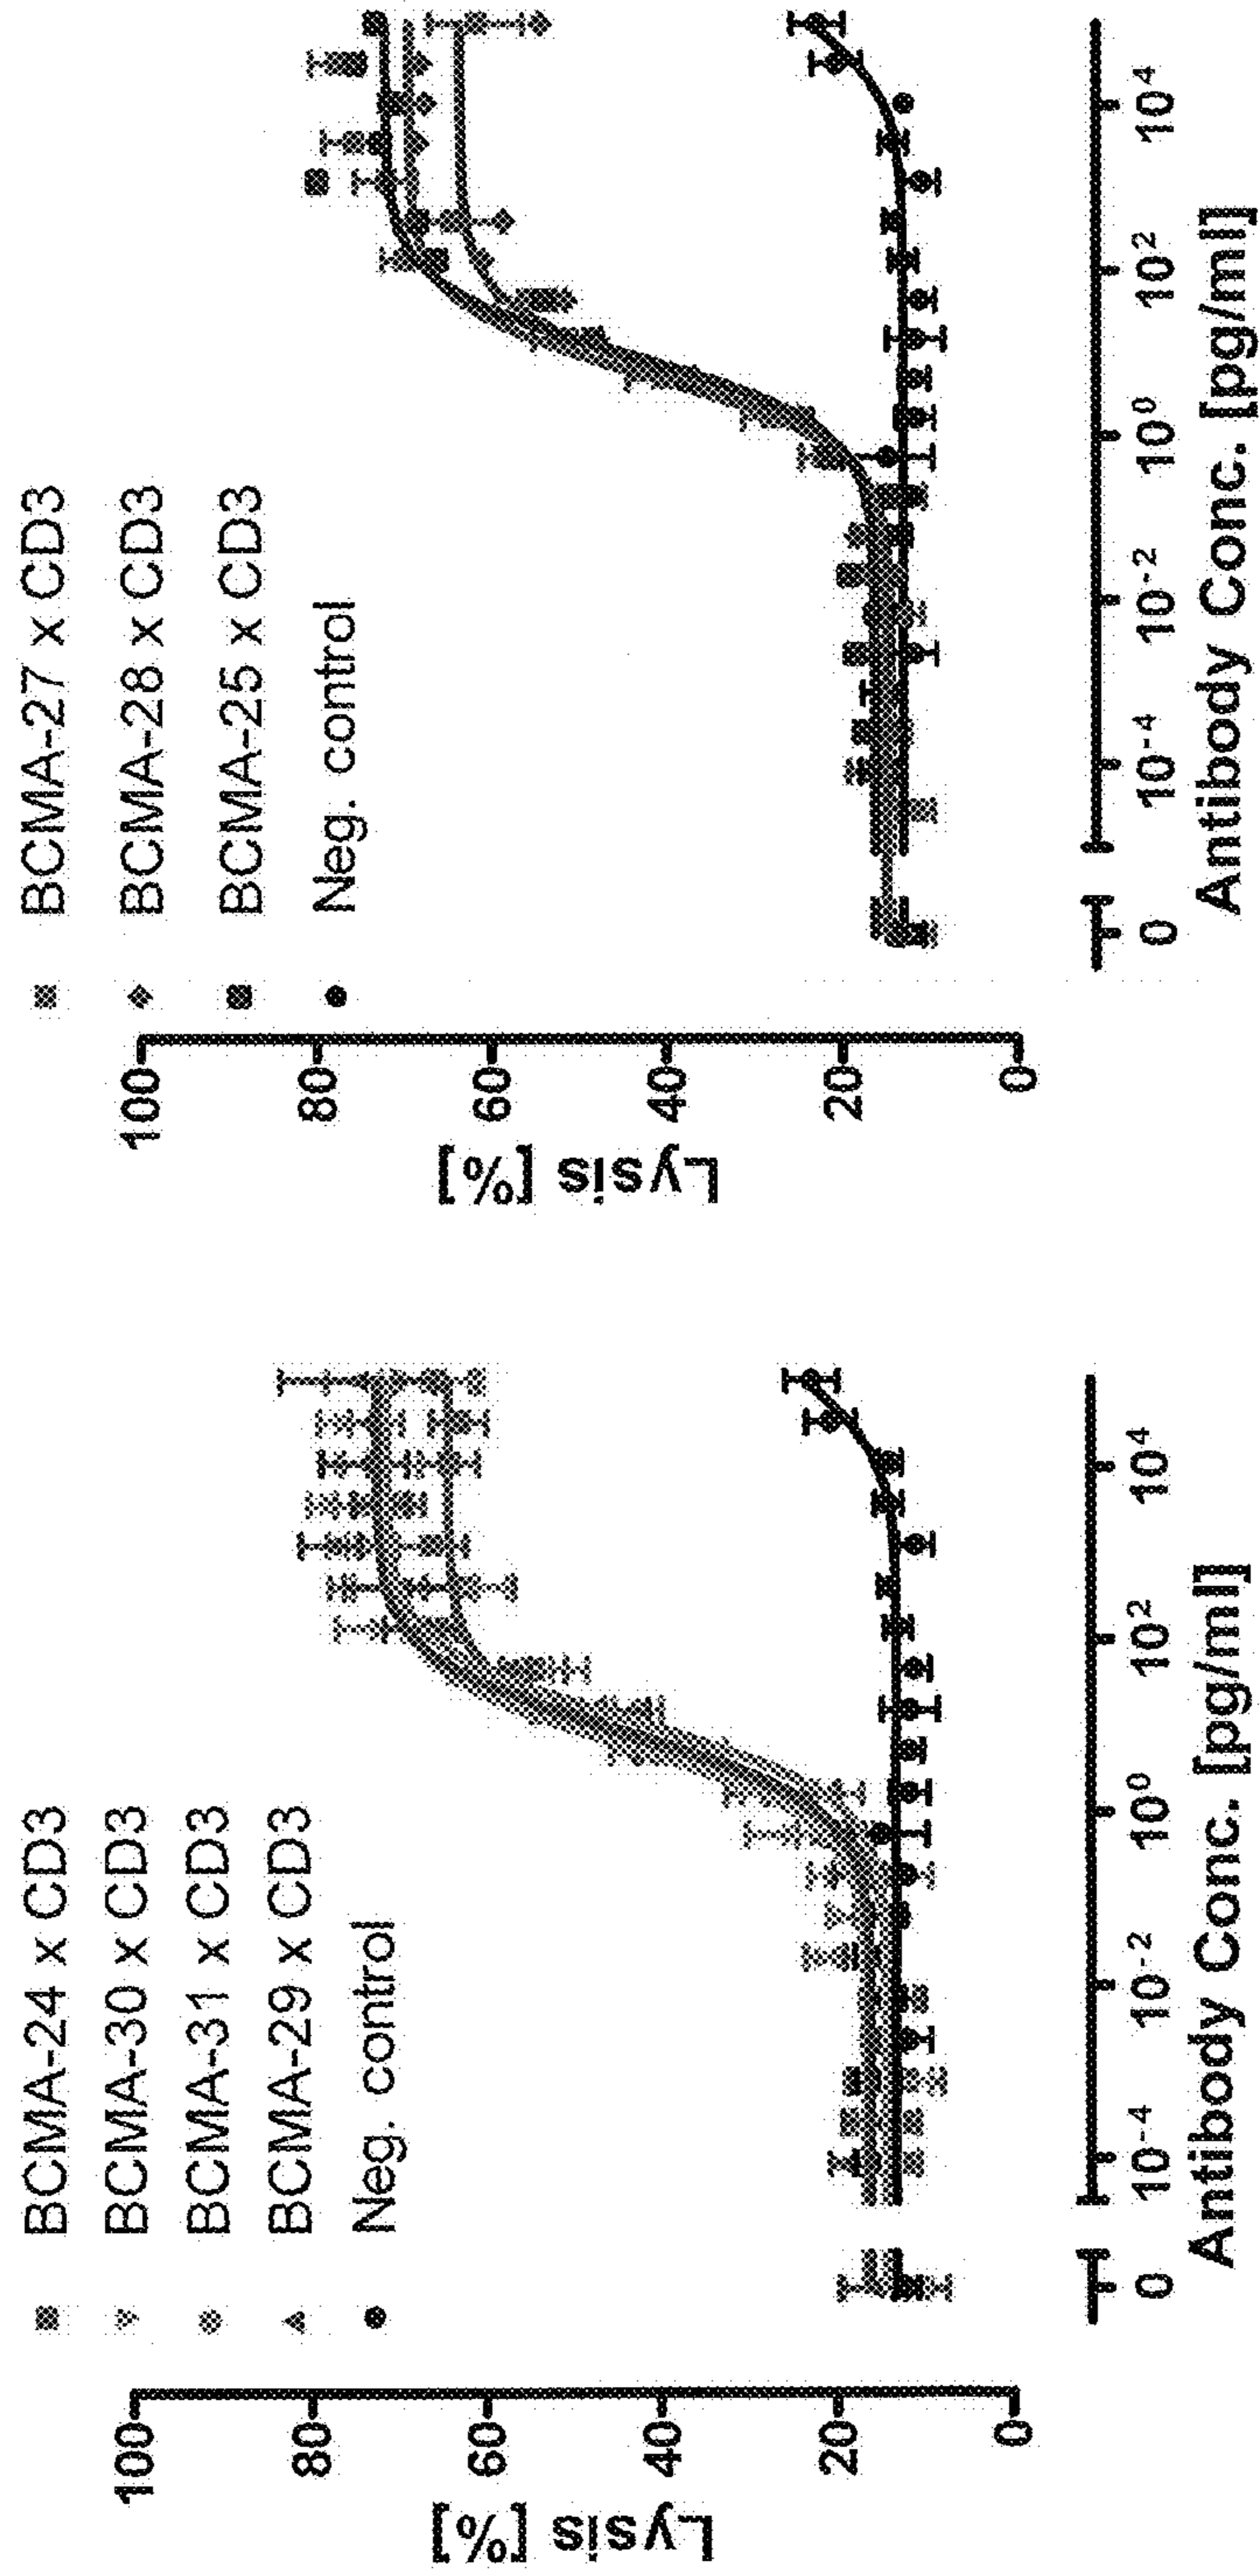 BCMA-24 x CD3
BCMA-30 x CD3
BCMA-31 x CD3
BCMA-29 x CD3
Neg. control
Lysis [%]
100
80
60
40
20
0
0
10-4
10-2
100
102
104
Antibody Conc. [pg/ml]
BCMA-27 x CD3
BCMA-28 x CD3
BCMA-25 x CD3
Neg. control
Lysis [%]
100
80
60
40
20
0
0
10-4
10-2
100
102
104
Antibody Conc. [pg/ml]